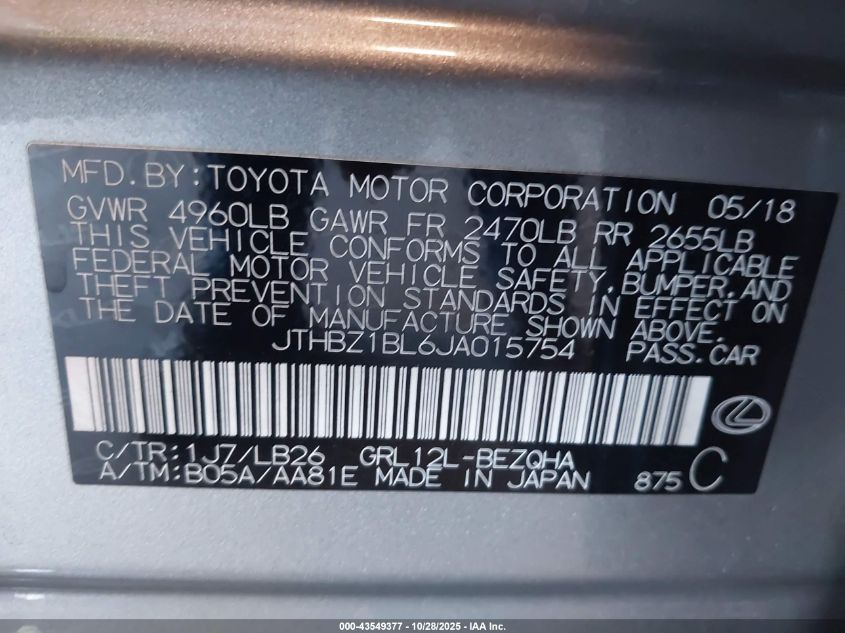 MFD.BY:TOYOTA MOTOR CORPORATION 05/18
GVWR 4960LB GAWR FR 2470LB RR 2655LB
THIS VEHICLE CONFORMS TO ALL APPLICABLE
FEDERAL MOTOR VEHICLE SAFETY,BUMPER,AND
THEFT PREVENTION STANDARDS IN EFFECT ON
THE DATE OF MANUFACTURE SHOWN ABOVE.
JTHBZ1BL6JA015754 PASS.CAR
C/TR:1J7/LB26 GRL12L-BEZQHA
A/TM:B05A/AA81E MADE IN JAPAN 875 C
000-43549377 - 10/28/2025 - IAA Inc.